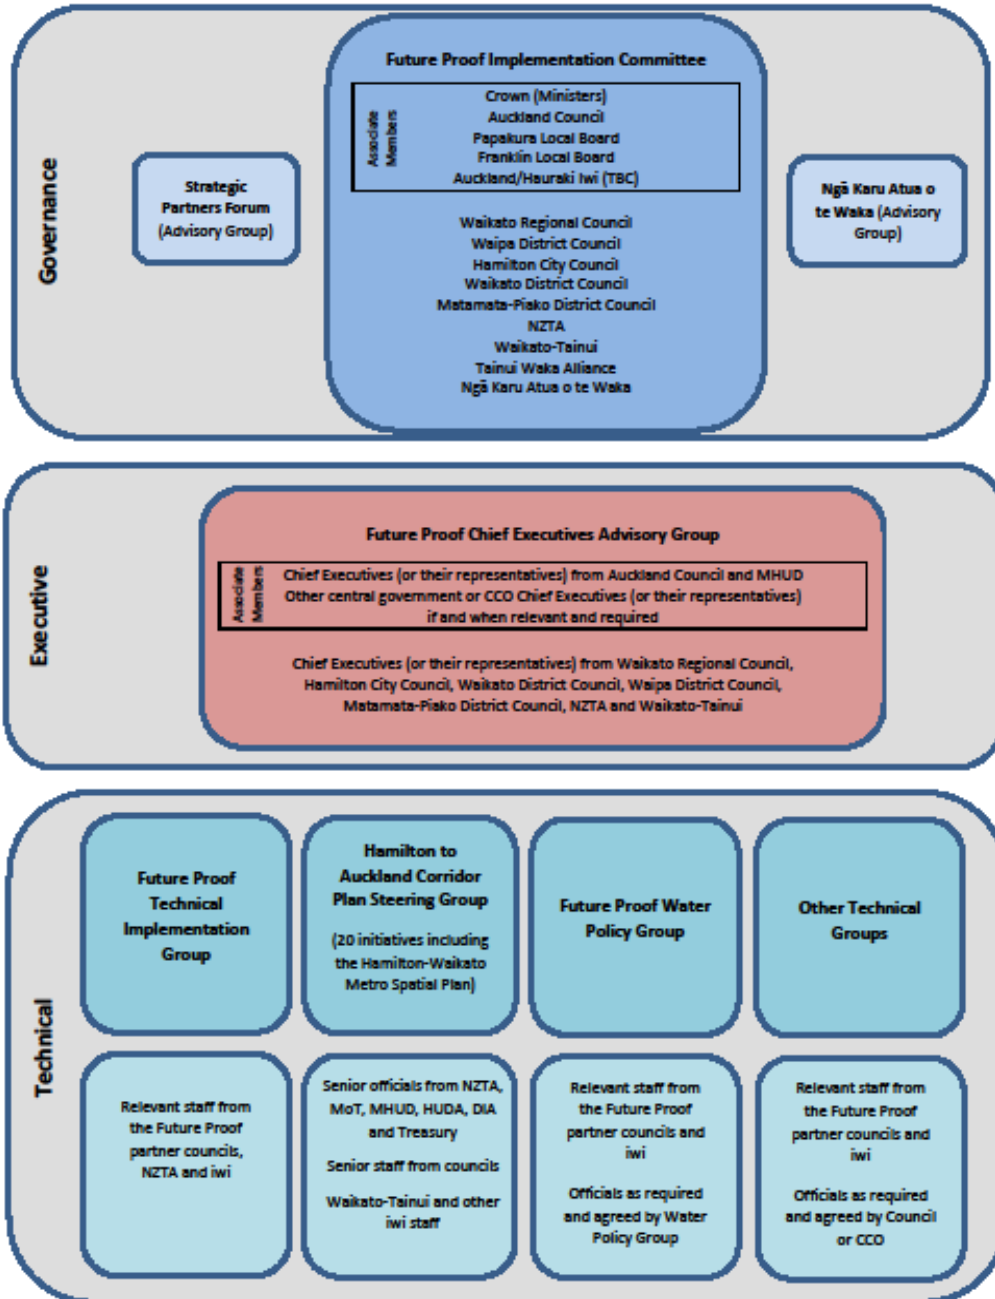 Governance
Strategic
Partners Forum
(Advisory Group)
Future Proof Implementation Committee
Associate
Members
Crown (Ministers)
Auckland Council
Papakura Local Board
Franklin Local Board
Auckland/Hauraki Iwi (TBC)
Waikato Regional Council
Waipa District Council
Hamilton City Council
Waikato District Council
Matamata-Piako District Council
NZTA
Waikato-Tainui
Tainui Waka Alliance
Ngā Karu Atua o te Waka
Ngā Karu Atua o
te Waka (Advisory
Group)
Executive
Future Proof Chief Executives Advisory Group
Associate
Members
Chief Executives (or their representatives) from Auckland Council and MHUD
Other central government or CCO Chief Executives (or their representatives)
if and when relevant and required
Chief Executives (or their representatives) from Waikato Regional Council,
Hamilton City Council, Waikato District Council, Waipa District Council,
Matamata-Piako District Council, NZTA and Waikato-Tainui
Technical
Future Proof
Technical
Implementation
Group
Hamilton to
Auckland Corridor
Plan Steering Group
(20 initiatives including
the Hamilton-Waikato
Metro Spatial Plan)
Future Proof Water
Policy Group
Other Technical
Groups
Relevant staff from
the Future Proof
partner councils,
NZTA and iwi
Senior officials from NZTA,
MoT, MHUD, HUDA, DIA
and Treasury
Senior staff from councils
Waikato-Tainui and other
iwi staff
Relevant staff from
the Future Proof
partner councils and
iwi
Officials as required
and agreed by Water
Policy Group
Relevant staff from
the Future Proof
partner councils and
iwi
Officials as required
and agreed by Council
or CCO